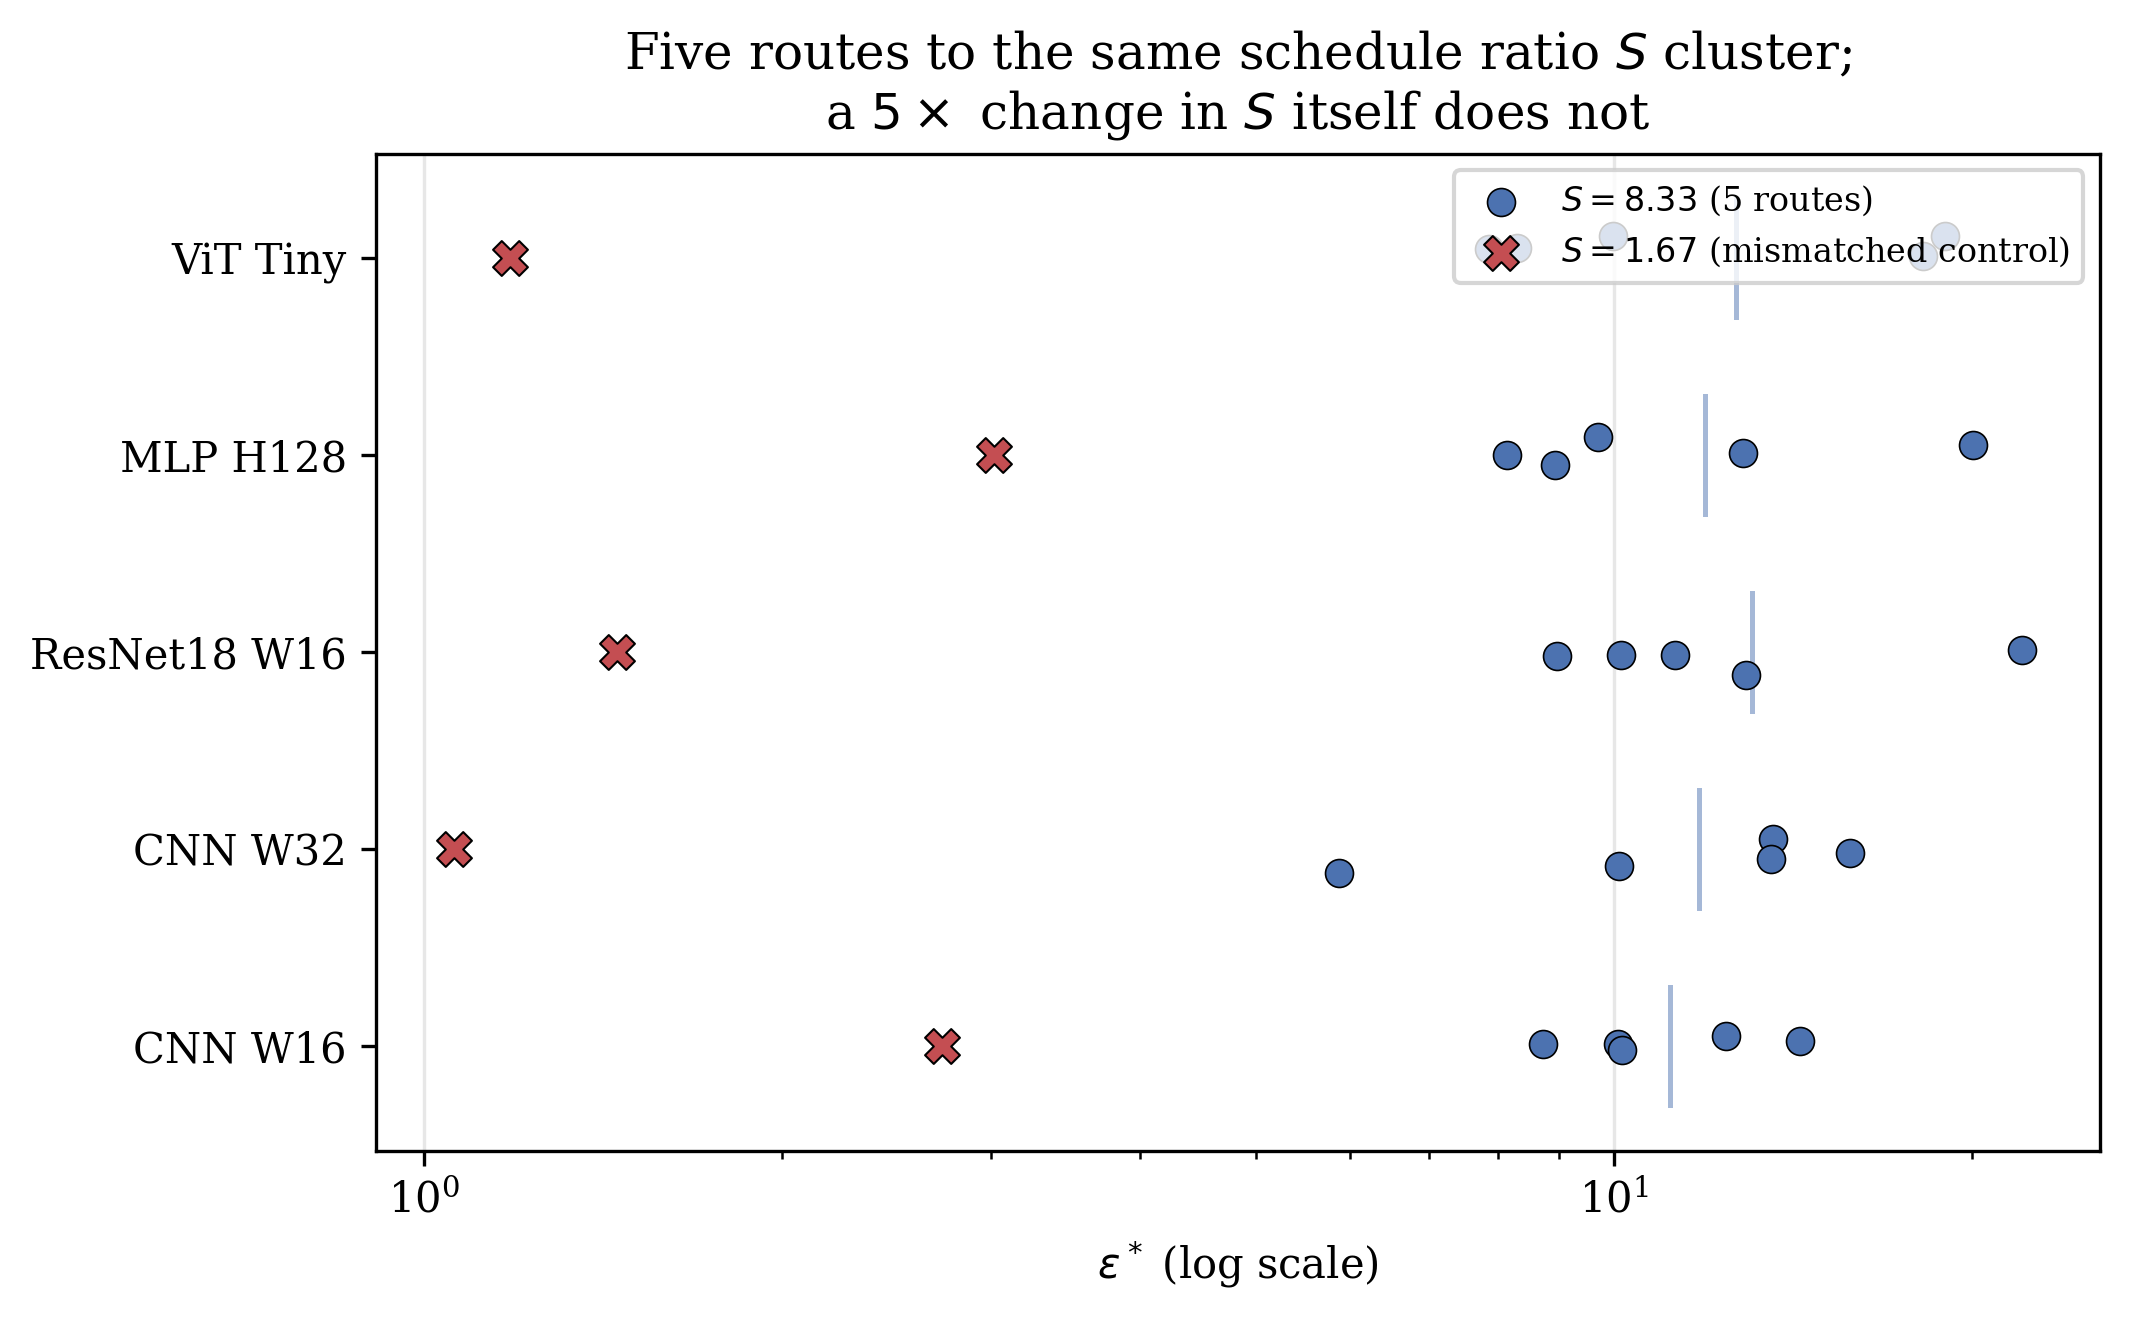 Five routes to the same schedule ratio S cluster;
a 5× change in S itself does not
S = 8.33 (5 routes)
S = 1.67 (mismatched control)
ViT Tiny
MLP H128
ResNet18 W16
CNN W32
CNN W16
10⁰ 10¹
ε* (log scale)